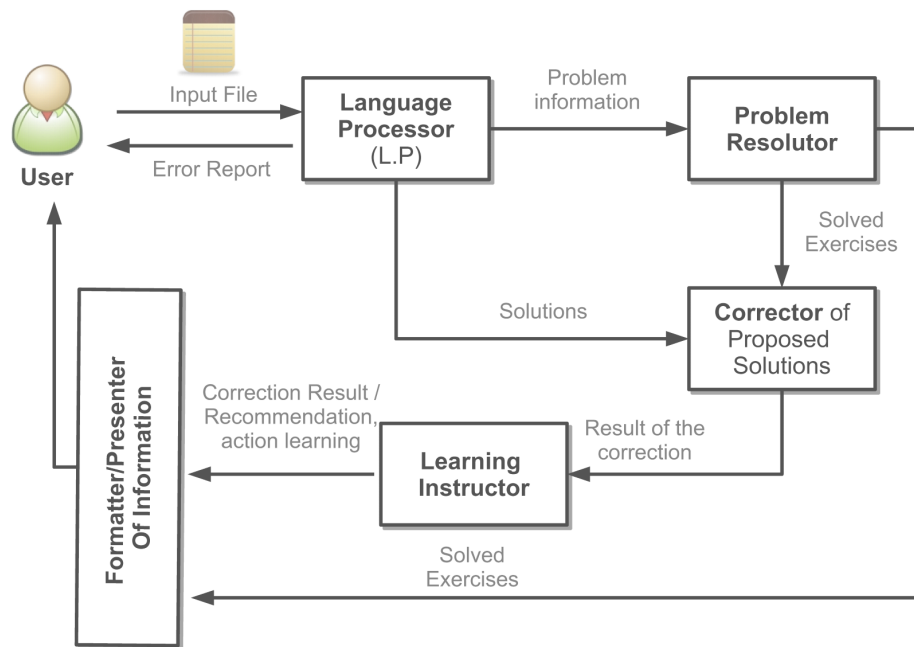 Input File
Error Report
User
Language
Processor
(L.P)
Problem
information
Problem
Resolutor
Solved
Exercises
Solutions
Corrector of
Proposed
Solutions
Result of the
correction
Learning
Instructor
Correction Result /
Recommendation,
action learning
Formatter/Presenter
Of Information
Solved
Exercises